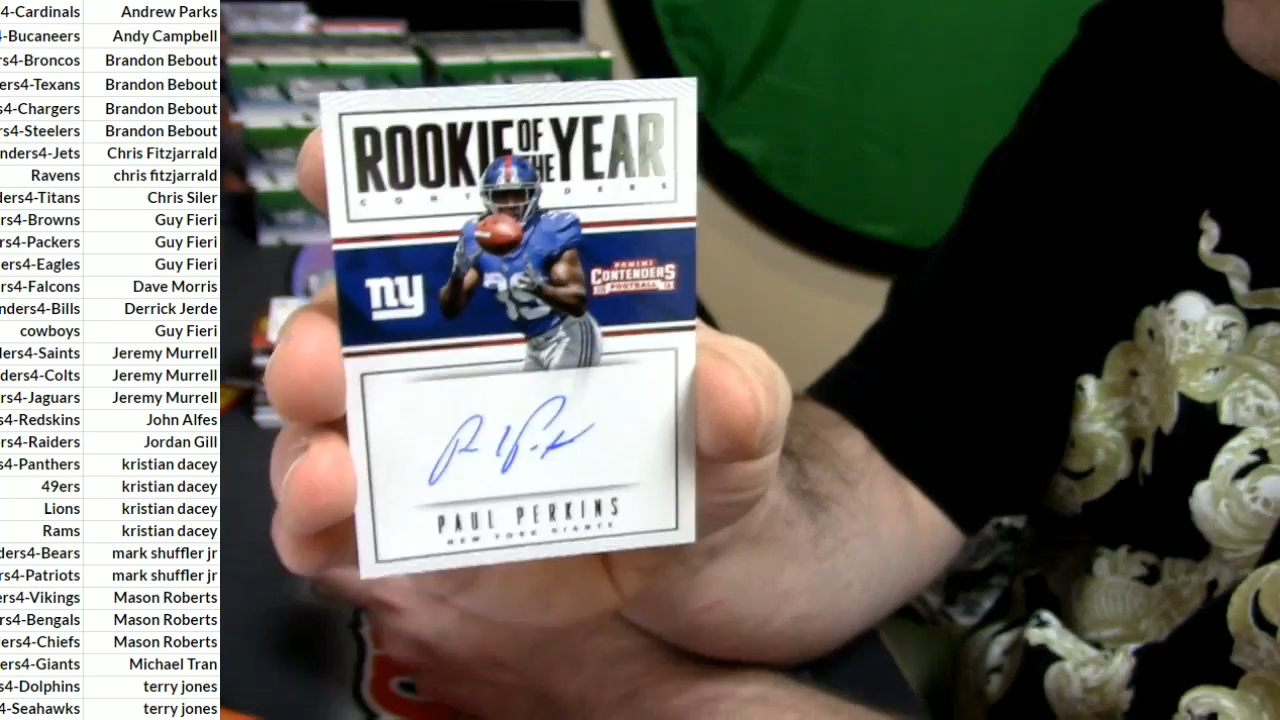 4-Cardinals Andrew Parks
4-Bucaneers Andy Campbell
rs4-Broncos Brandon Bebout
ers4-Texans Brandon Bebout
s4-Chargers Brandon Bebout
rs4-Steelers Brandon Bebout
nders4-Jets Chris Fitzjarrald
Ravens chris fitzjarrald
ders4-Titans Chris Siler
rs4-Browns Guy Fieri
rs4-Packers Guy Fieri
ers4-Eagles Guy Fieri
rs4-Falcons Dave Morris
nders4-Bills Derrick Jerde
cowboys Guy Fieri
ers4-Saints Jeremy Murrell
ders4-Colts Jeremy Murrell
rs4-Jaguars Jeremy Murrell
s4-Redskins John Alfes
ers4-Raiders Jordan Gill
s4-Panthers kristian dacey
49ers kristian dacey
Lions kristian dacey
Rams kristian dacey
ders4-Bears mark shuffler jr
rs4-Patriots mark shuffler jr
ers4-Vikings Mason Roberts
rs4-Bengals Mason Roberts
ers4-Chiefs Mason Roberts
ers4-Giants Michael Tran
s4-Dolphins terry jones
4-Seahawks terry jones
ROOKIE OF THE YEAR
CONTENDERS
ny
PANINI
CONTENDERS
FOOTBALL
PAUL PERKINS
NEW YORK GIANTS